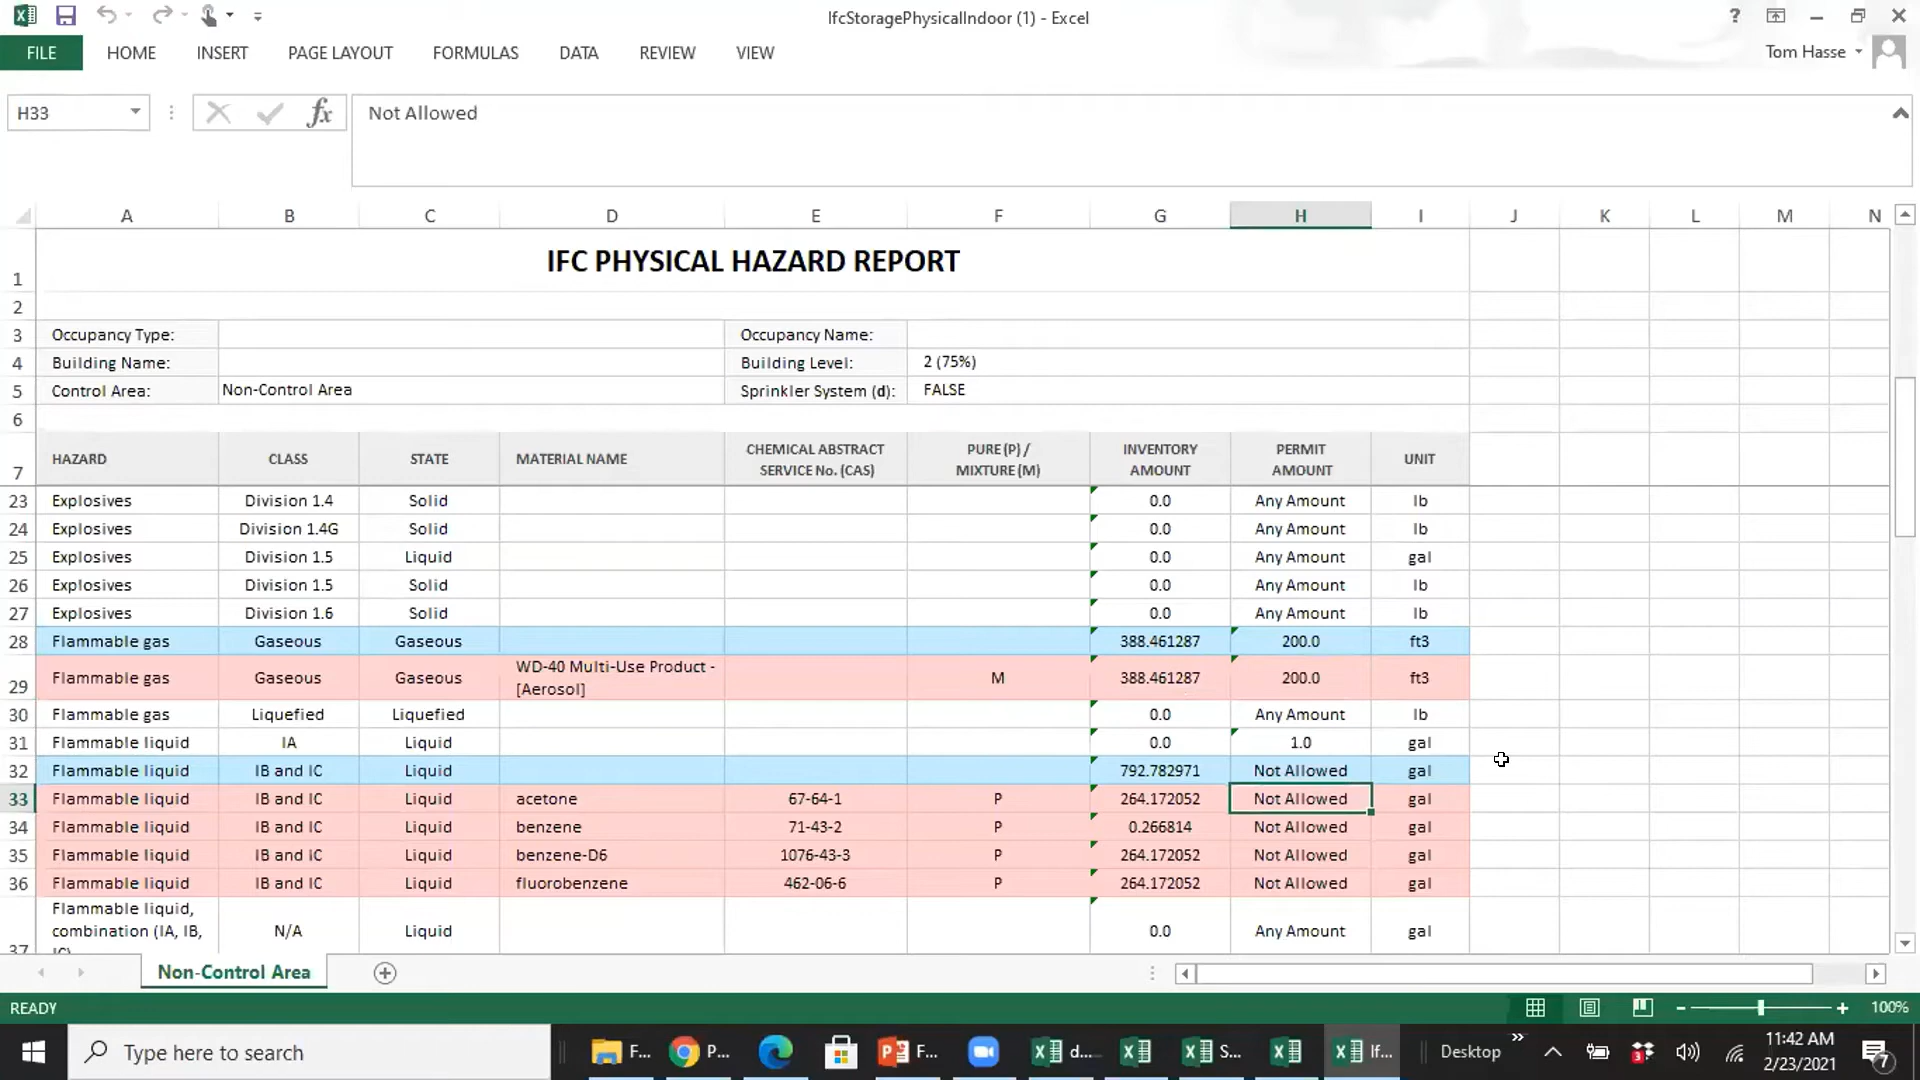 IfcStoragePhysicalIndoor (1) - Excel
?
FILE HOME INSERT PAGE LAYOUT FORMULAS DATA REVIEW VIEW Tom Hasse
H33 fx Not Allowed
A B C D E F G H I J K L M N
1 IFC PHYSICAL HAZARD REPORT
2
3 Occupancy Type: Occupancy Name:
4 Building Name: Building Level: 2 (75%)
5 Control Area: Non-Control Area Sprinkler System (d): FALSE
6
CHEMICAL ABSTRACT PURE (P) / INVENTORY PERMIT
7 HAZARD CLASS STATE MATERIAL NAME SERVICE No. (CAS) MIXTURE (M) AMOUNT AMOUNT UNIT
23 Explosives Division 1.4 Solid 0.0 Any Amount lb
24 Explosives Division 1.4G Solid 0.0 Any Amount lb
25 Explosives Division 1.5 Liquid 0.0 Any Amount gal
26 Explosives Division 1.5 Solid 0.0 Any Amount lb
27 Explosives Division 1.6 Solid 0.0 Any Amount lb
28 Flammable gas Gaseous Gaseous 388.461287 200.0 ft3
WD-40 Multi-Use Product -
29 Flammable gas Gaseous Gaseous [Aerosol] M 388.461287 200.0 ft3
30 Flammable gas Liquefied Liquefied 0.0 Any Amount lb
31 Flammable liquid IA Liquid 0.0 1.0 gal
32 Flammable liquid IB and IC Liquid 792.782971 Not Allowed gal
33 Flammable liquid IB and IC Liquid acetone 67-64-1 P 264.172052 Not Allowed gal
34 Flammable liquid IB and IC Liquid benzene 71-43-2 P 0.266814 Not Allowed gal
35 Flammable liquid IB and IC Liquid benzene-D6 1076-43-3 P 264.172052 Not Allowed gal
36 Flammable liquid IB and IC Liquid fluorobenzene 462-06-6 P 264.172052 Not Allowed gal
Flammable liquid,
combination (IA, IB, N/A Liquid 0.0 Any Amount gal
37 IC)
Non-Control Area
READY 100%
Type here to search F... P... F... d... S... If... Desktop 11:42 AM
2/23/2021 7